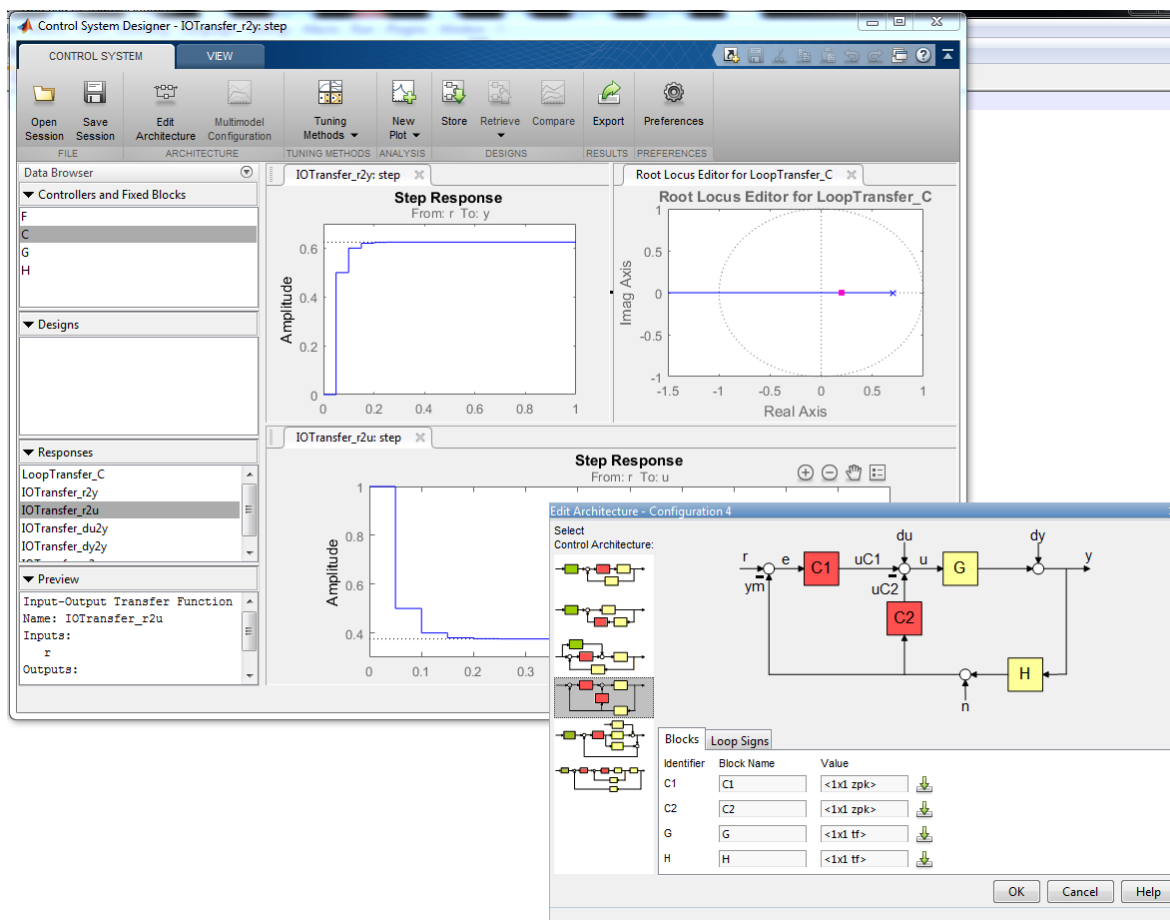 Control System Designer - IOTransfer_r2y: step
CONTROL SYSTEM
VIEW
Open Session
Save Session
Edit Architecture
Multimodel Configuration
Tuning Methods
New Plot
Store
Retrieve
Compare
Export
Preferences
FILE
ARCHITECTURE
TUNING METHODS
ANALYSIS
DESIGNS
RESULTS
PREFERENCES
Data Browser
Controllers and Fixed Blocks
F
C
G
H
Designs
Responses
LoopTransfer_C
IOTransfer_r2y
IOTransfer_r2u
IOTransfer_du2y
IOTransfer_dy2y
Preview
Input-Output Transfer Function
Name: IOTransfer_r2u
Inputs:
r
Outputs:
IOTransfer_r2y: step
Step Response
From: r To: y
Amplitude
0.6
0.4
0.2
0
0 0.2 0.4 0.6 0.8 1
Root Locus Editor for LoopTransfer_C
Root Locus Editor for LoopTransfer_C
Imag Axis
1
0.5
0
-0.5
-1
-1.5 -1 -0.5 0 0.5 1
Real Axis
IOTransfer_r2u: step
Step Response
From: r To: u
Amplitude
1
0.8
0.6
0.4
0 0.1 0.2 0.3
Edit Architecture - Configuration 4
Select
Control Architecture:
r
e
C1
uC1
du
u
G
dy
y
ym
uC2
C2
H
n
Blocks
Loop Signs
Identifier Block Name Value
C1 C1 <1x1 zpk>
C2 C2 <1x1 zpk>
G G <1x1 tf>
H H <1x1 tf>
OK
Cancel
Help